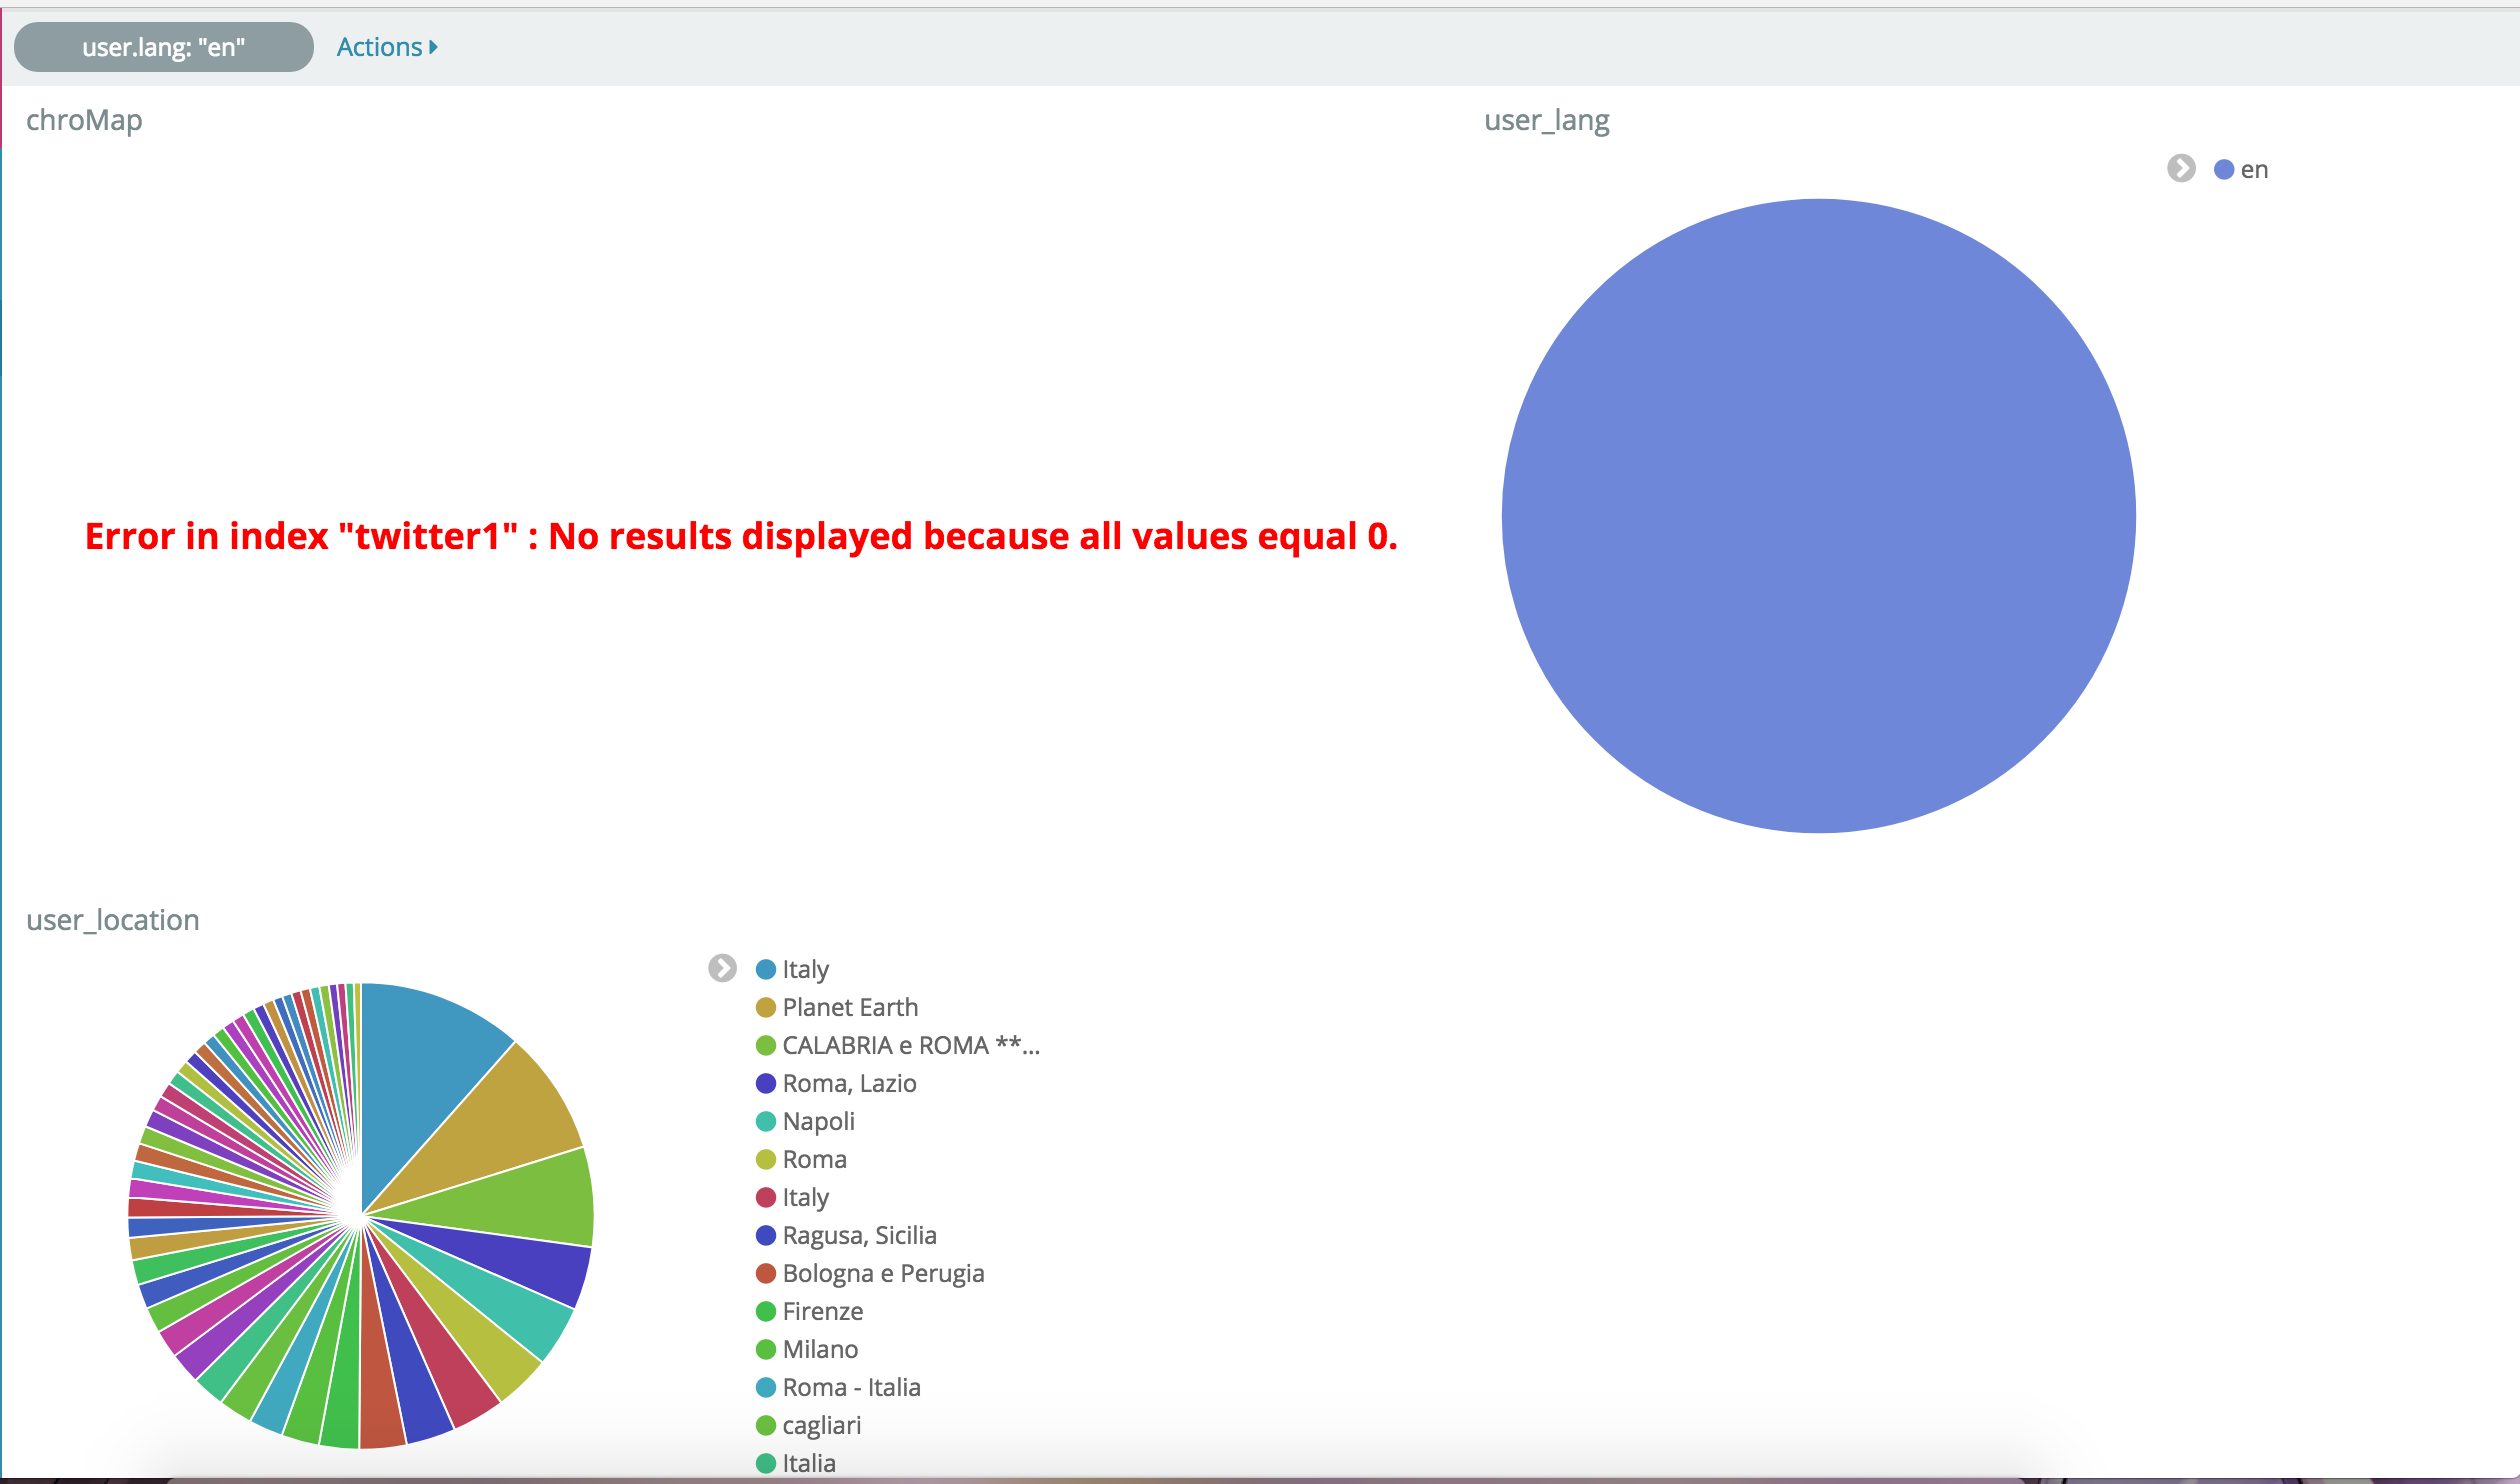 user.lang: "en"
Actions
chroMap
user_lang
en
Error in index "twitter1" : No results displayed because all values equal 0.
user_location
Italy
Planet Earth
CALABRIA e ROMA **...
Roma, Lazio
Napoli
Roma
Italy
Ragusa, Sicilia
Bologna e Perugia
Firenze
Milano
Roma - Italia
cagliari
Italia